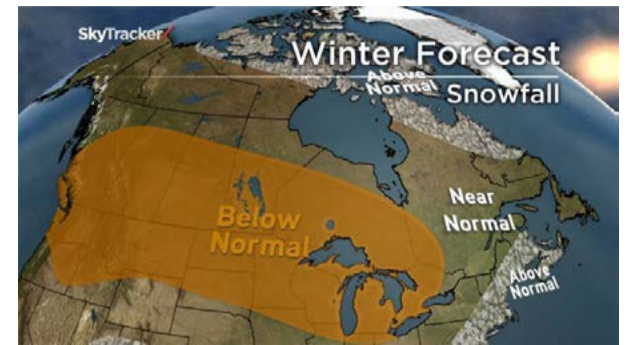 SkyTracker
Winter Forecast
Snowfall
Above
Normal
Near
Normal
Below
Normal
Above
Normal